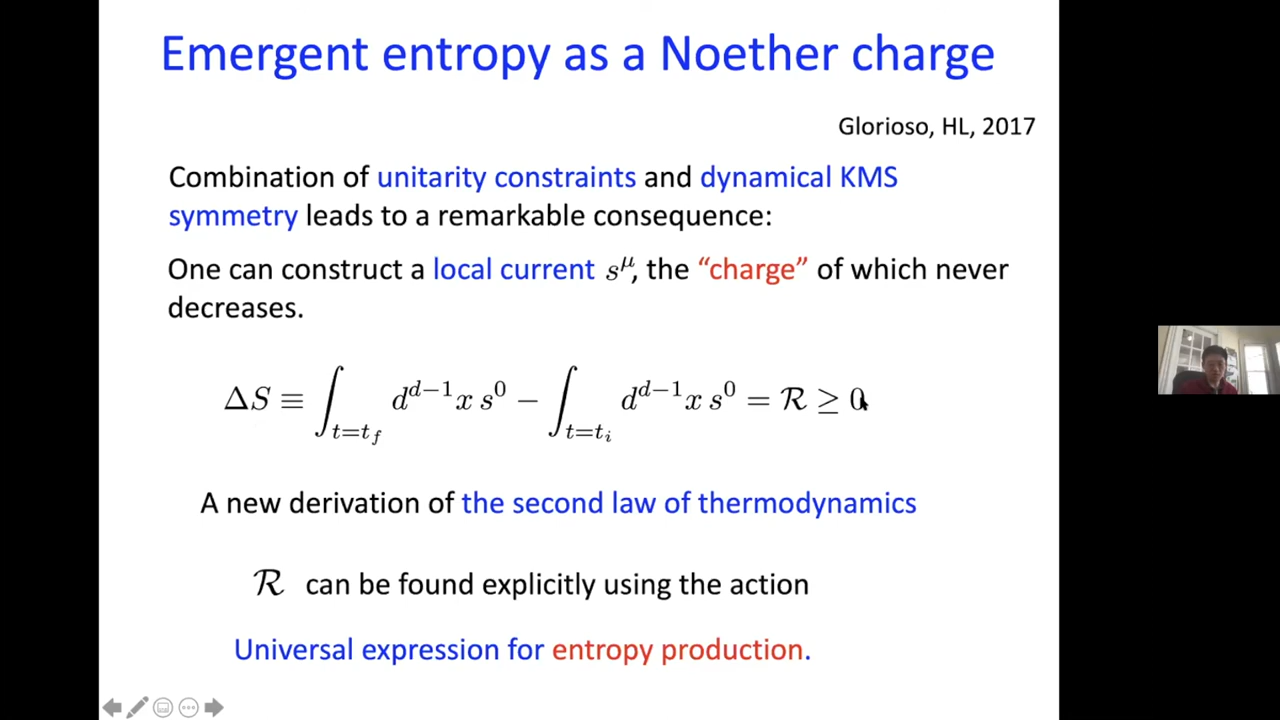 Emergent entropy as a Noether charge
Glorioso, HL, 2017
Combination of unitarity constraints and dynamical KMS
symmetry leads to a remarkable consequence:
One can construct a local current s^μ, the “charge” of which never
decreases.
ΔS ≡ ∫_{t=t_f} d^{d−1}x s^0 − ∫_{t=t_i} d^{d−1}x s^0 = ℛ ≥ 0
A new derivation of the second law of thermodynamics
ℛ can be found explicitly using the action
Universal expression for entropy production.